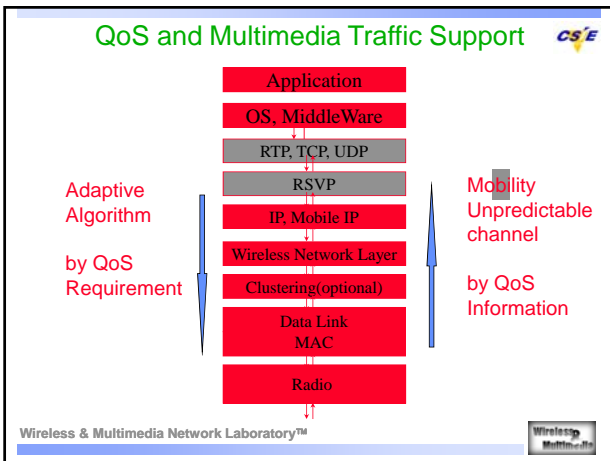 QoS and Multimedia Traffic Support
CS/E
Application
OS, MiddleWare
RTP, TCP, UDP
RSVP
IP, Mobile IP
Wireless Network Layer
Clustering(optional)
Data Link
MAC
Radio
Adaptive
Algorithm
by QoS
Requirement
Mobility
Unpredictable
channel
by QoS
Information
Wireless & Multimedia Network Laboratory™
Wireless
Multimedia